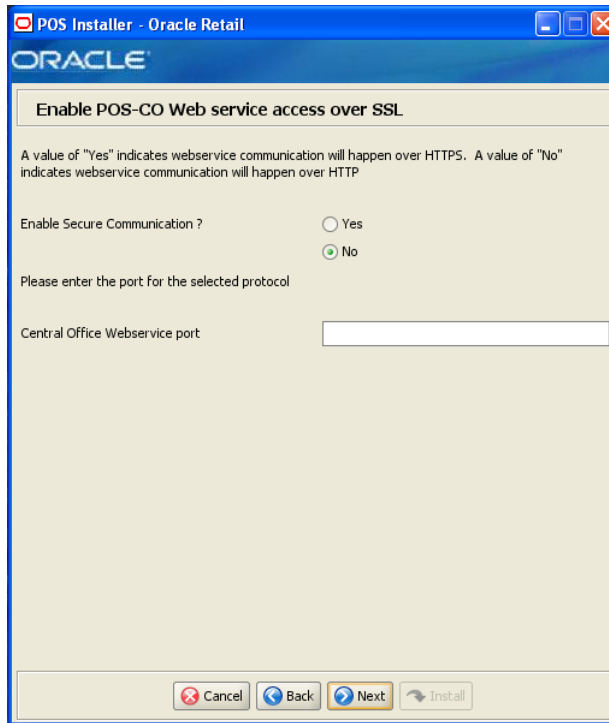 POS Installer - Oracle Retail
ORACLE
Enable POS-CO Web service access over SSL
A value of "Yes" indicates webservice communication will happen over HTTPS. A value of "No"
indicates webservice communication will happen over HTTP
Enable Secure Communication ?
Yes
No
Please enter the port for the selected protocol
Central Office Webservice port
Cancel
Back
Next
Install